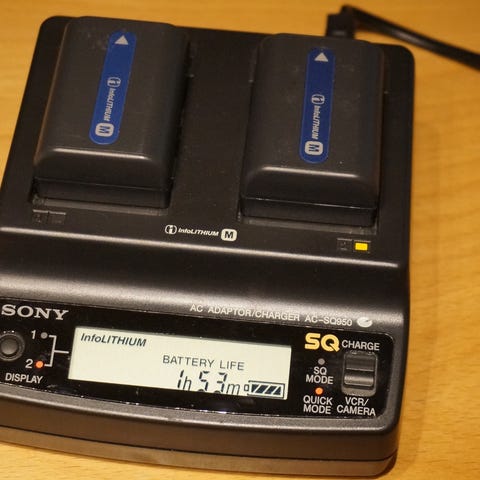 InfoLITHIUM M
InfoLITHIUM M
InfoLITHIUM M
SONY
AC ADAPTOR/CHARGER AC-SQ950
InfoLITHIUM
BATTERY LIFE
1h53m
1
2
DISPLAY
SQ CHARGE
SQ
MODE
QUICK
MODE
VCR/
CAMERA